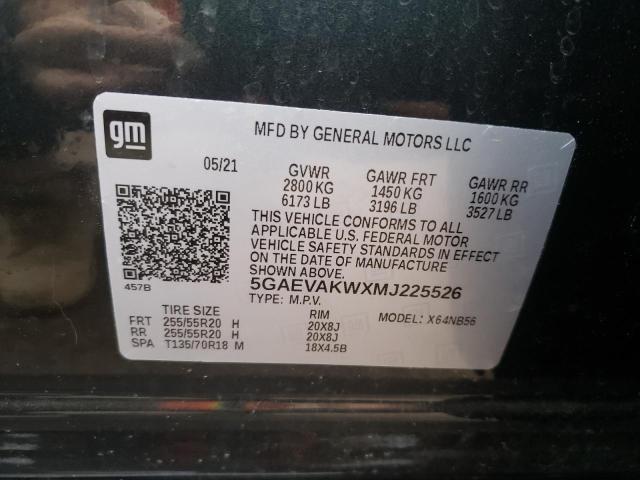 gm
MFD BY GENERAL MOTORS LLC
05/21
GVWR GAWR FRT GAWR RR
2800 KG 1450 KG 1600 KG
6173 LB 3196 LB 3527 LB
THIS VEHICLE CONFORMS TO ALL
APPLICABLE U.S. FEDERAL MOTOR
VEHICLE SAFETY STANDARDS IN EFFECT
ON THE DATE OF MANUFACTURE
SHOWN ABOVE.
457B
5GAEVAKWXMJ225526
TYPE: M.P.V. MODEL: X64NB56
TIRE SIZE RIM
FRT 255/55R20 H 20X8J
RR 255/55R20 H 20X8J
SPA T135/70R18 M 18X4.5B